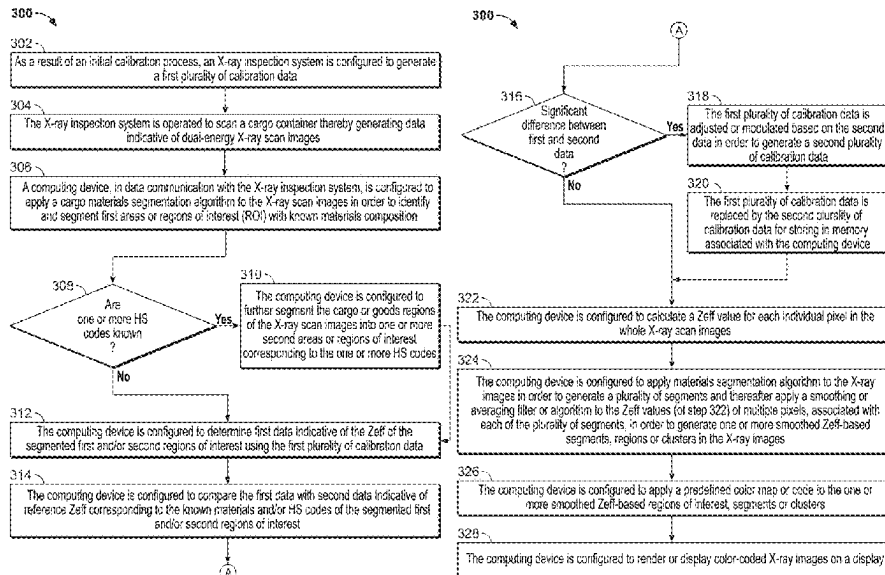 300
302
As a result of an initial calibration process, an X-ray inspection system is configured to generate
a first plurality of calibration data
304
The X-ray inspection system is operated to scan a cargo container thereby generating data
indicative of dual-energy X-ray scan images
306
A computing device, in data communication with the X-ray inspection system, is configured to
apply a cargo materials segmentation algorithm to the X-ray scan images in order to identify
and segment first areas or regions of interest (ROI) with known materials composition
308
Are
one or more HS
codes known
?
Yes
No
310
The computing device is configured to
further segment the cargo or goods regions
of the X-ray scan images into one or more
second areas or regions of interest
corresponding to the one or more HS codes
312
The computing device is configured to determine first data indicative of the Zeff of the
segmented first and/or second regions of interest using the first plurality of calibration data
314
The computing device is configured to compare the first data with second data indicative of
reference Zeff corresponding to the known materials and/or HS codes of the segmented first
and/or second regions of interest
A
300
A
316
Significant
difference between
first and second
data
?
Yes
No
318
The first plurality of calibration data is
adjusted or modulated based on the second
data in order to generate a second plurality
of calibration data
320
The first plurality of calibration data is
replaced by the second plurality of
calibration data for storing in memory
associated with the computing device
322
The computing device is configured to calculate a Zeff value for each individual pixel in the
whole X-ray scan images
324
The computing device is configured to apply materials segmentation algorithm to the X-ray
images in order to generate a plurality of segments and thereafter apply a smoothing or
averaging filter or algorithm to the Zeff values (of step 322) of multiple pixels, associated with
each of the plurality of segments, in order to generate one or more smoothed Zeff-based
segments, regions or clusters in the X-ray images
326
The computing device is configured to apply a predefined color map or code to the one or
more smoothed Zeff-based regions of interest, segments or clusters
328
The computing device is configured to render or display color-coded X-ray images on a display